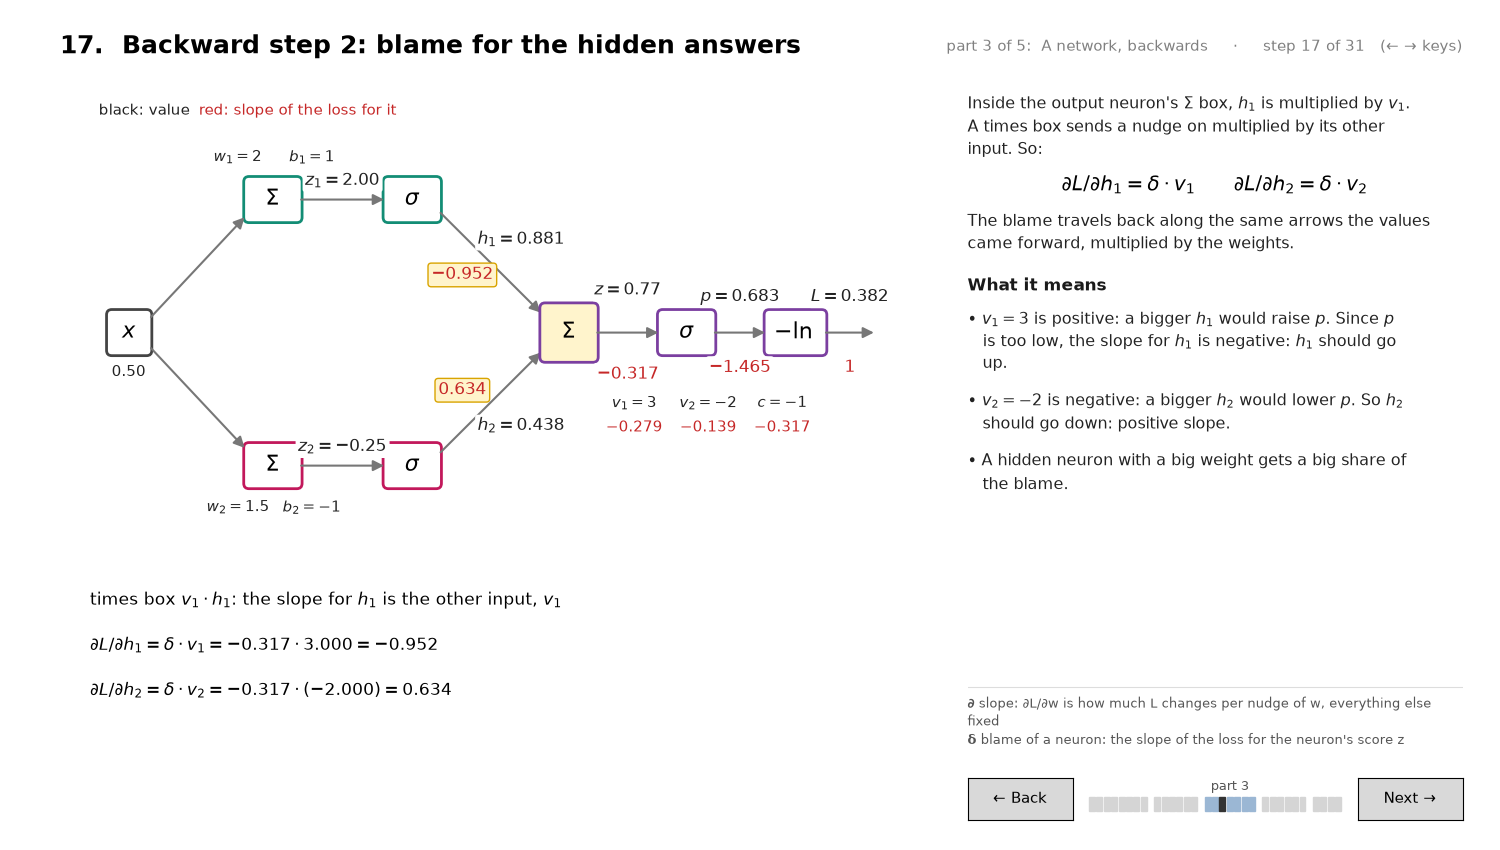 17.  Backward step 2: blame for the hidden answers
part 3 of 5:  A network, backwards  ·  step 17 of 31  (← → keys)
black: value  red: slope of the loss for it
w₁ = 2  b₁ = 1
z₁ = 2.00
Σ
σ
h₁ = 0.881
−0.952
z = 0.77
p = 0.683
L = 0.382
x
Σ
σ
−ln
0.50
−0.317
−1.465
1
0.634
v₁ = 3  v₂ = −2  c = −1
h₂ = 0.438
−0.279  −0.139  −0.317
z₂ = −0.25
Σ
σ
w₂ = 1.5  b₂ = −1
times box v₁ · h₁: the slope for h₁ is the other input, v₁
∂L/∂h₁ = δ · v₁ = −0.317 · 3.000 = −0.952
∂L/∂h₂ = δ · v₂ = −0.317 · (−2.000) = 0.634
Inside the output neuron's Σ box, h₁ is multiplied by v₁.
A times box sends a nudge on multiplied by its other
input. So:
∂L/∂h₁ = δ · v₁  ∂L/∂h₂ = δ · v₂
The blame travels back along the same arrows the values
came forward, multiplied by the weights.
What it means
• v₁ = 3 is positive: a bigger h₁ would raise p. Since p
is too low, the slope for h₁ is negative: h₁ should go
up.
• v₂ = −2 is negative: a bigger h₂ would lower p. So h₂
should go down: positive slope.
• A hidden neuron with a big weight gets a big share of
the blame.
∂ slope: ∂L/∂w is how much L changes per nudge of w, everything else
fixed
δ blame of a neuron: the slope of the loss for the neuron's score z
part 3
← Back
Next →